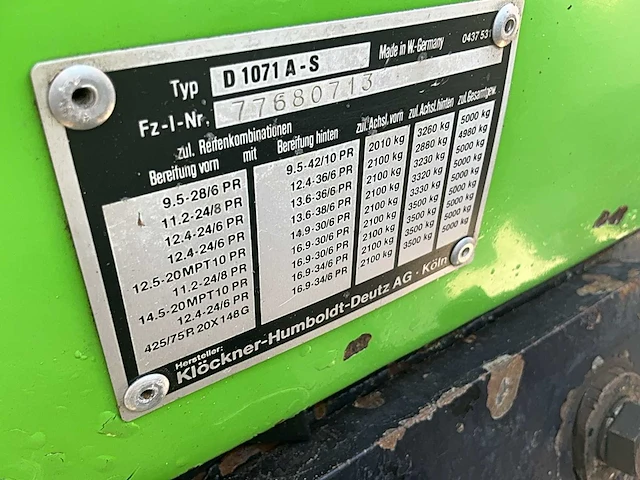 Typ D 1071 A-S Made in W.-Germany 0437 531
Fz-I-Nr. 77680713
zul. Reifenkombinationen zul. Achsl. vorn zul. Achsl. hinten zul. Gesamtgew.
Bereifung vorn mit Bereifung hinten
9.5-28/6 PR 9.5-42/10 PR 2010 kg 3260 kg 5000 kg
11.2-24/8 PR 12.4-36/6 PR 2100 kg 2880 kg 4980 kg
12.4-24/6 PR 13.6-36/6 PR 2100 kg 3230 kg 5000 kg
12.4-24/6 PR 13.6-38/6 PR 2100 kg 3320 kg 5000 kg
12.5-20MPT10 PR 14.9-30/6 PR 2100 kg 3330 kg 5000 kg
11.2-24/8 PR 16.9-30/6 PR 2100 kg 3500 kg 5000 kg
14.5-20MPT10 PR 16.9-30/6 PR 2100 kg 3500 kg 5000 kg
12.4-24/6 PR 16.9-34/6 PR 2100 kg 3500 kg 5000 kg
425/75R 20X148G 16.9-34/6 PR 2100 kg 3500 kg 5000 kg
Hersteller:
Klöckner-Humboldt-Deutz AG · Köln